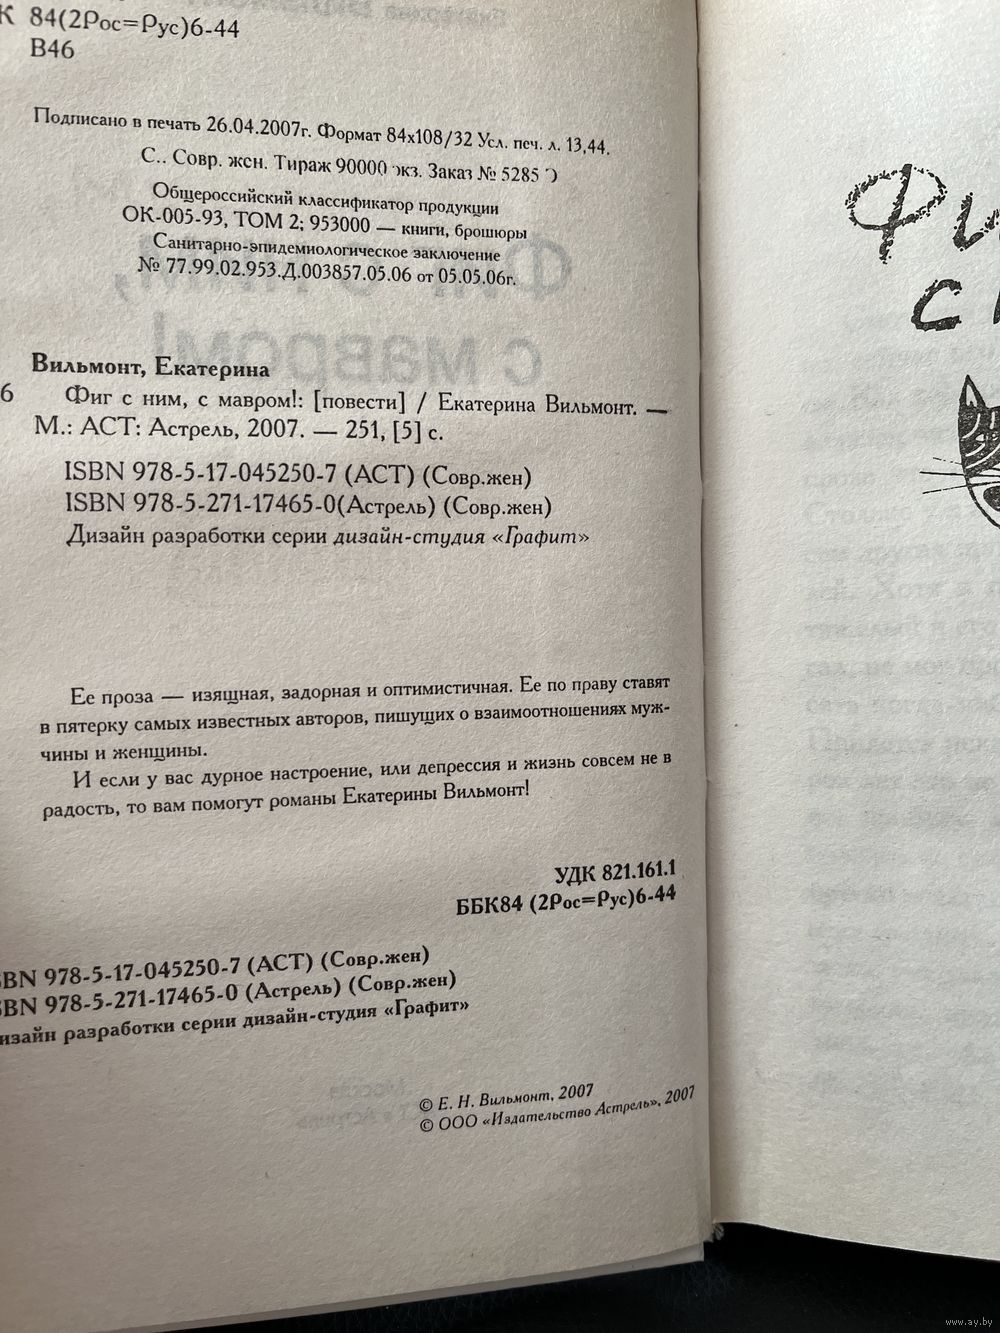 К 84(2Рос=Рус)6-44
В46
Подписано в печать 26.04.2007г. Формат 84х108/32 Усл. печ. л. 13,44.
С.. Совр. жен. Тираж 90000 экз. Заказ № 5285
Общероссийский классификатор продукции
ОК-005-93, ТОМ 2; 953000 — книги, брошюры
Санитарно-эпидемиологическое заключение
№ 77.99.02.953.Д.003857.05.06 от 05.05.06г.
Вильмонт, Екатерина
6 Фиг с ним, с мавром!: [повести] / Екатерина Вильмонт. —
М.: АСТ: Астрель, 2007. — 251, [5] с.
ISBN 978-5-17-045250-7 (АСТ) (Совр.жен)
ISBN 978-5-271-17465-0(Астрель) (Совр.жен)
Дизайн разработки серии дизайн-студия «Графит»
Ее проза — изящная, задорная и оптимистичная. Ее по праву ставят
в пятерку самых известных авторов, пишущих о взаимоотношениях муж-
чины и женщины.
И если у вас дурное настроение, или депрессия и жизнь совсем не в
радость, то вам помогут романы Екатерины Вильмонт!
УДК 821.161.1
ББК84 (2Рос=Рус)6-44
BN 978-5-17-045250-7 (АСТ) (Совр.жен)
BN 978-5-271-17465-0 (Астрель) (Совр.жен)
изайн разработки серии дизайн-студия «Графит»
© Е. Н. Вильмонт, 2007
© ООО «Издательство Астрель», 2007
Фи
с
www.ay.by